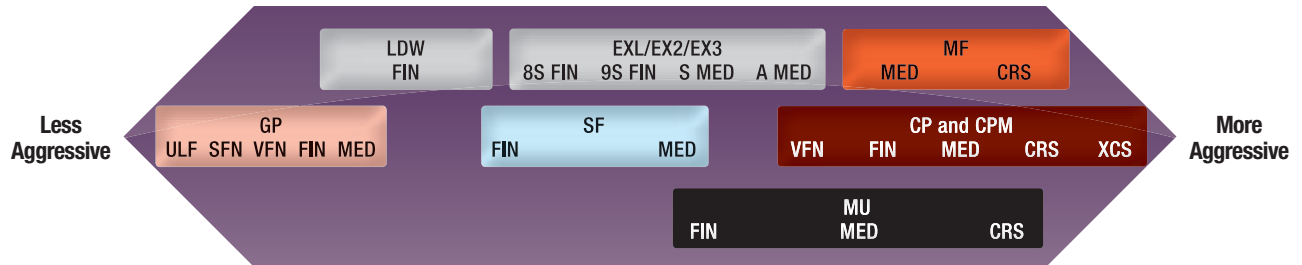 LDW
FIN
EXL/EX2/EX3
8S FIN 9S FIN S MED A MED
MF
MED CRS
Less
Aggressive
GP
ULF SFN VFN FIN MED
SF
FIN MED
CP and CPM
VFN FIN MED CRS XCS
More
Aggressive
MU
FIN MED CRS